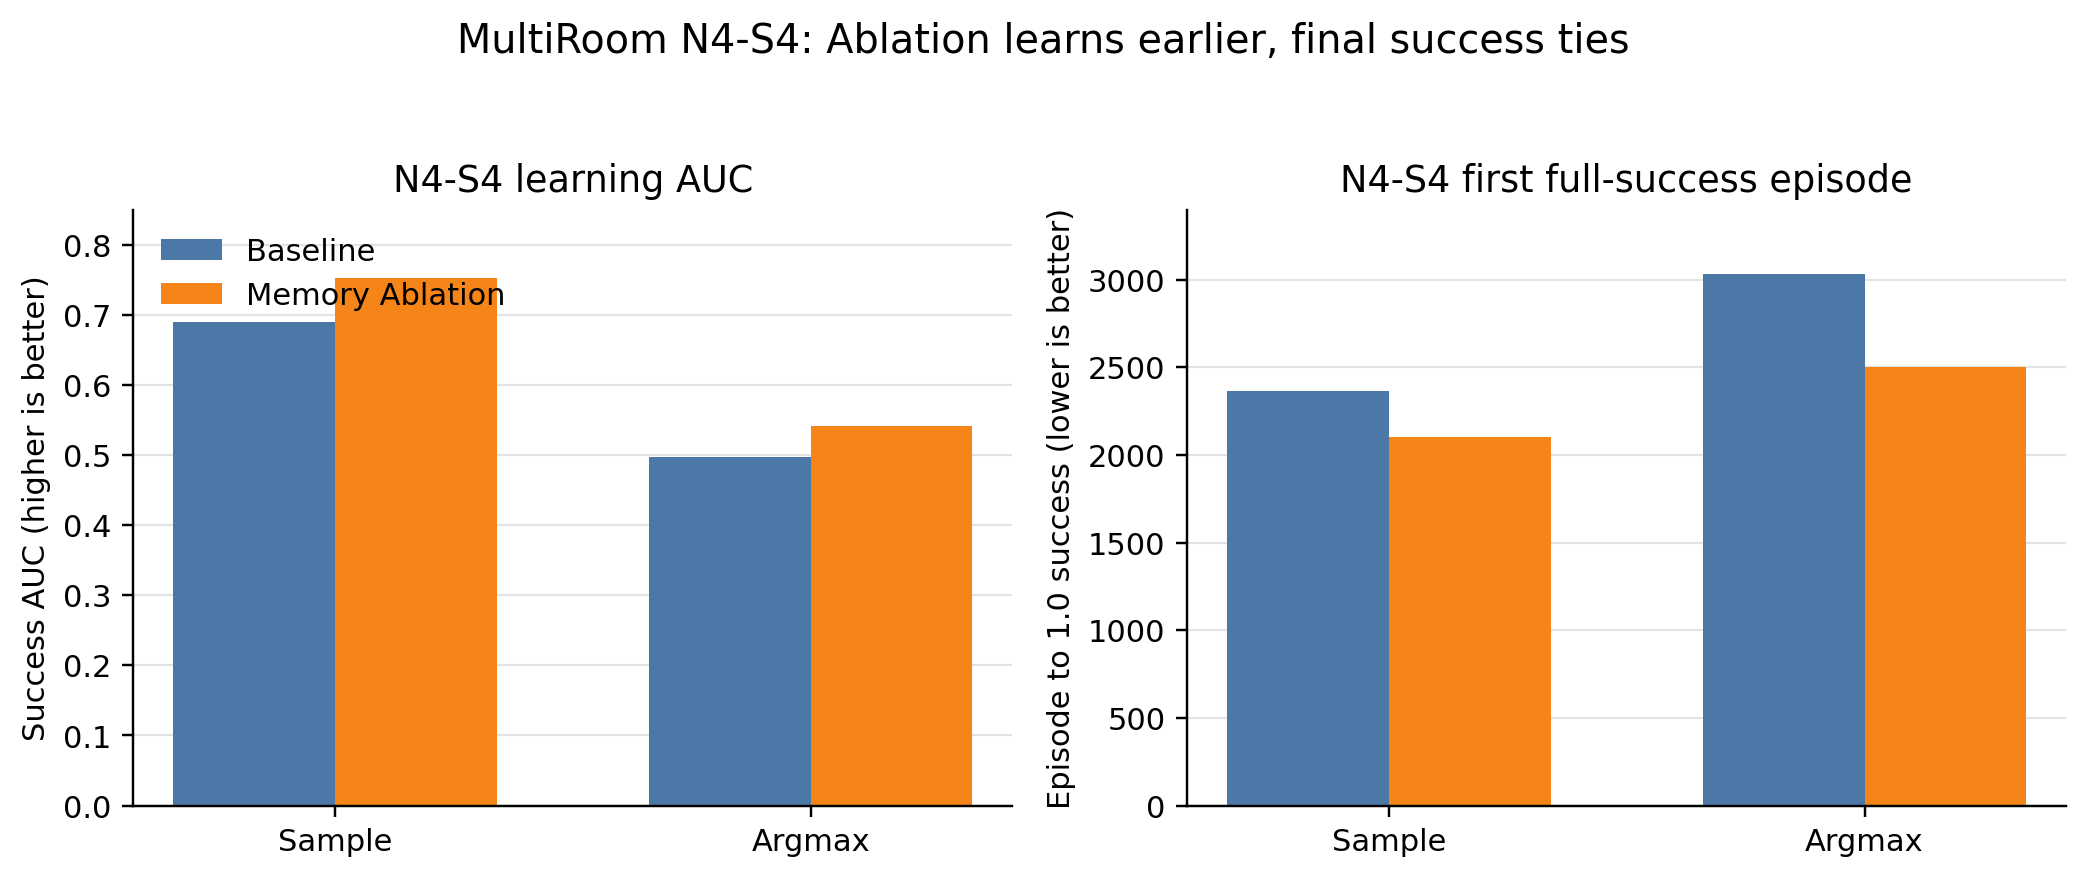 MultiRoom N4-S4: Ablation learns earlier, final success ties
N4-S4 learning AUC
Success AUC (higher is better)
0.8
0.7
0.6
0.5
0.4
0.3
0.2
0.1
0.0
Baseline
Memory Ablation
Sample
Argmax
N4-S4 first full-success episode
Episode to 1.0 success (lower is better)
3000
2500
2000
1500
1000
500
0
Sample
Argmax